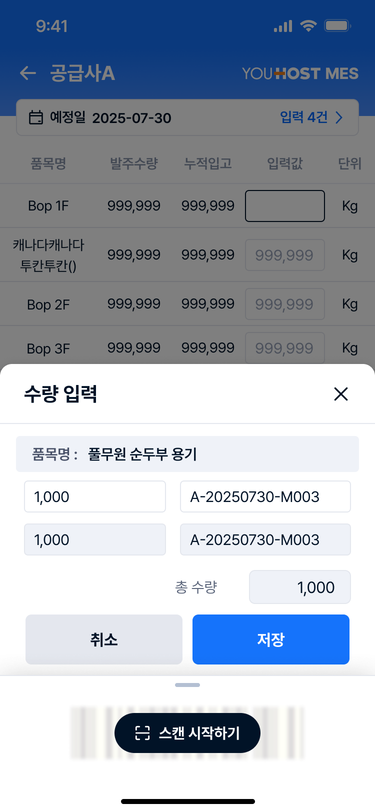 9:41
공급사A YOUHOST MES
예정일 2025-07-30 입력 4건
품목명 발주수량 누적입고 입력값 단위
Bop 1F 999,999 999,999 Kg
캐나다캐나다
투칸투칸() 999,999 999,999 999,999 Kg
Bop 2F 999,999 999,999 999,999 Kg
Bop 3F 999,999 999,999 999,999 Kg
수량 입력
품목명 : 풀무원 순두부 용기
1,000 A-20250730-M003
1,000 A-20250730-M003
총 수량 1,000
취소 저장
스캔 시작하기